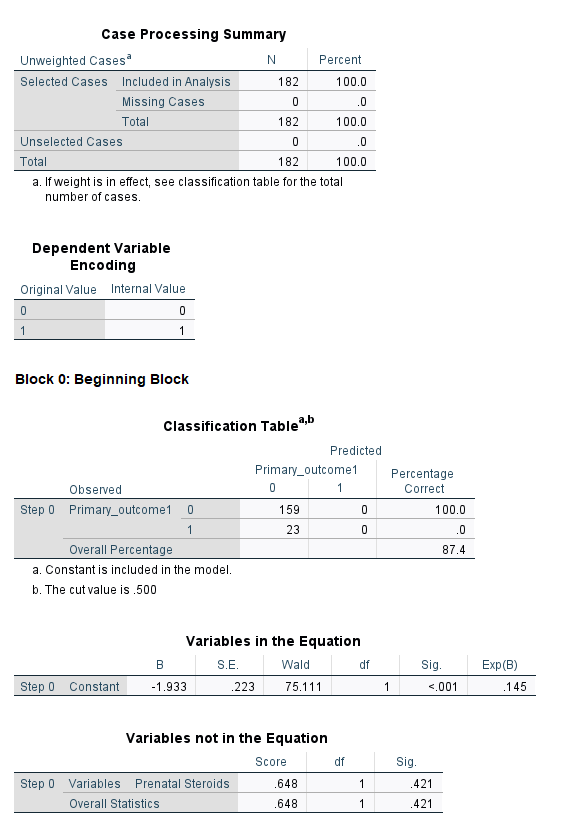 Case Processing Summary
Unweighted Cases^a N Percent
Selected Cases Included in Analysis 182 100.0
Missing Cases 0 .0
Total 182 100.0
Unselected Cases 0 .0
Total 182 100.0
a. If weight is in effect, see classification table for the total
number of cases.
Dependent Variable
Encoding
Original Value Internal Value
0 0
1 1
Block 0: Beginning Block
Classification Table^a,b
Predicted
Primary_outcome1 Percentage
Observed 0 1 Correct
Step 0 Primary_outcome1 0 159 0 100.0
1 23 0 .0
Overall Percentage 87.4
a. Constant is included in the model.
b. The cut value is .500
Variables in the Equation
B S.E. Wald df Sig. Exp(B)
Step 0 Constant -1.933 .223 75.111 1 <.001 .145
Variables not in the Equation
Score df Sig.
Step 0 Variables Prenatal Steroids .648 1 .421
Overall Statistics .648 1 .421